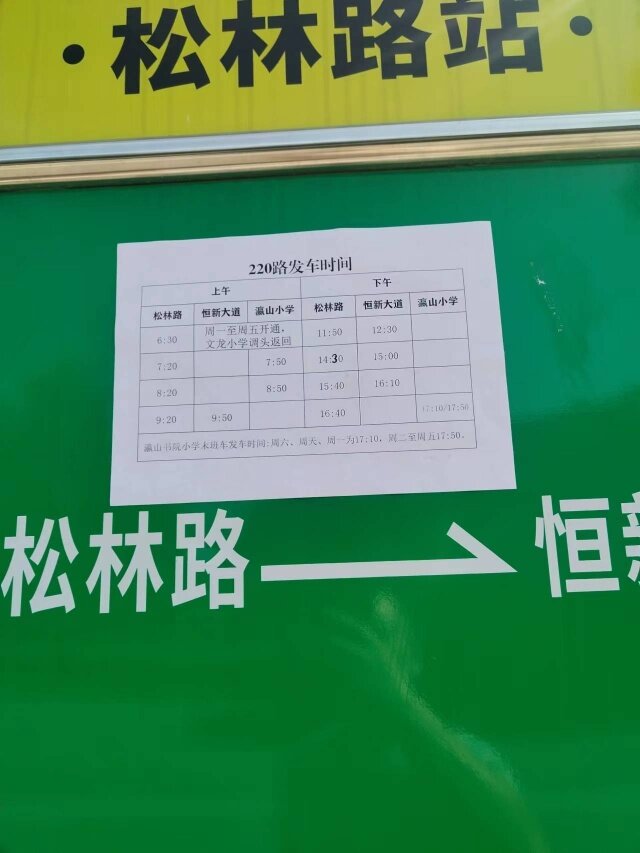 ·松林路站·
220路发车时间
上午 下午
松林路 恒新大道 瀛山小学 松林路 恒新大道 瀛山小学
6:30 周一至周五开通，
文龙小学调头返回 11:50 12:30
7:20 7:50 14:30 15:00
8:20 8:50 15:40 16:10
9:20 9:50 16:40 17:10/17:50
瀛山书院小学末班车发车时间:周六、周天、周一为17:10，周二至周五17:50.
松林路 恒新